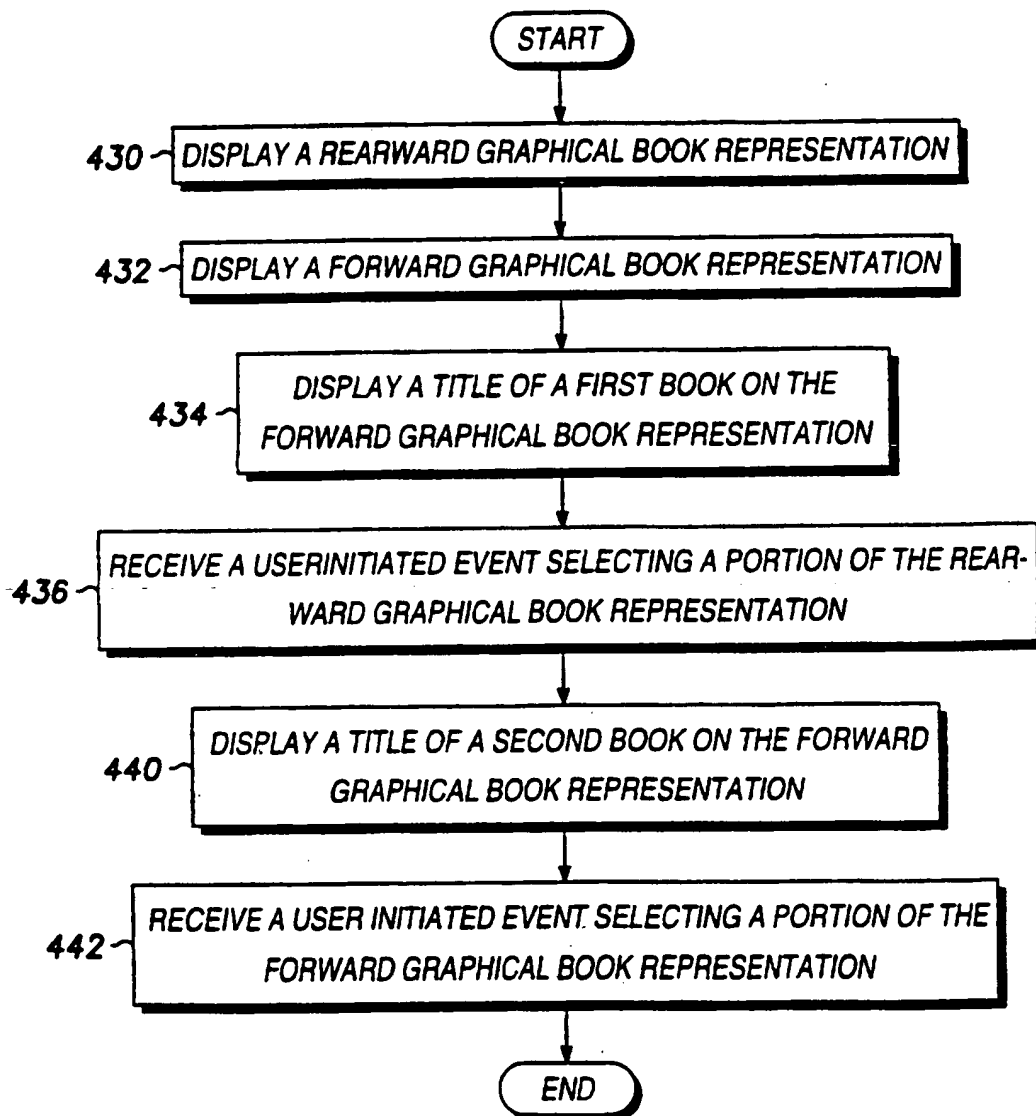 START
430 DISPLAY A REARWARD GRAPHICAL BOOK REPRESENTATION
432 DISPLAY A FORWARD GRAPHICAL BOOK REPRESENTATION
434 DISPLAY A TITLE OF A FIRST BOOK ON THE
FORWARD GRAPHICAL BOOK REPRESENTATION
436 RECEIVE A USERINITIATED EVENT SELECTING A PORTION OF THE REAR-
WARD GRAPHICAL BOOK REPRESENTATION
440 DISPLAY A TITLE OF A SECOND BOOK ON THE FORWARD
GRAPHICAL BOOK REPRESENTATION
442 RECEIVE A USER INITIATED EVENT SELECTING A PORTION OF THE
FORWARD GRAPHICAL BOOK REPRESENTATION
END